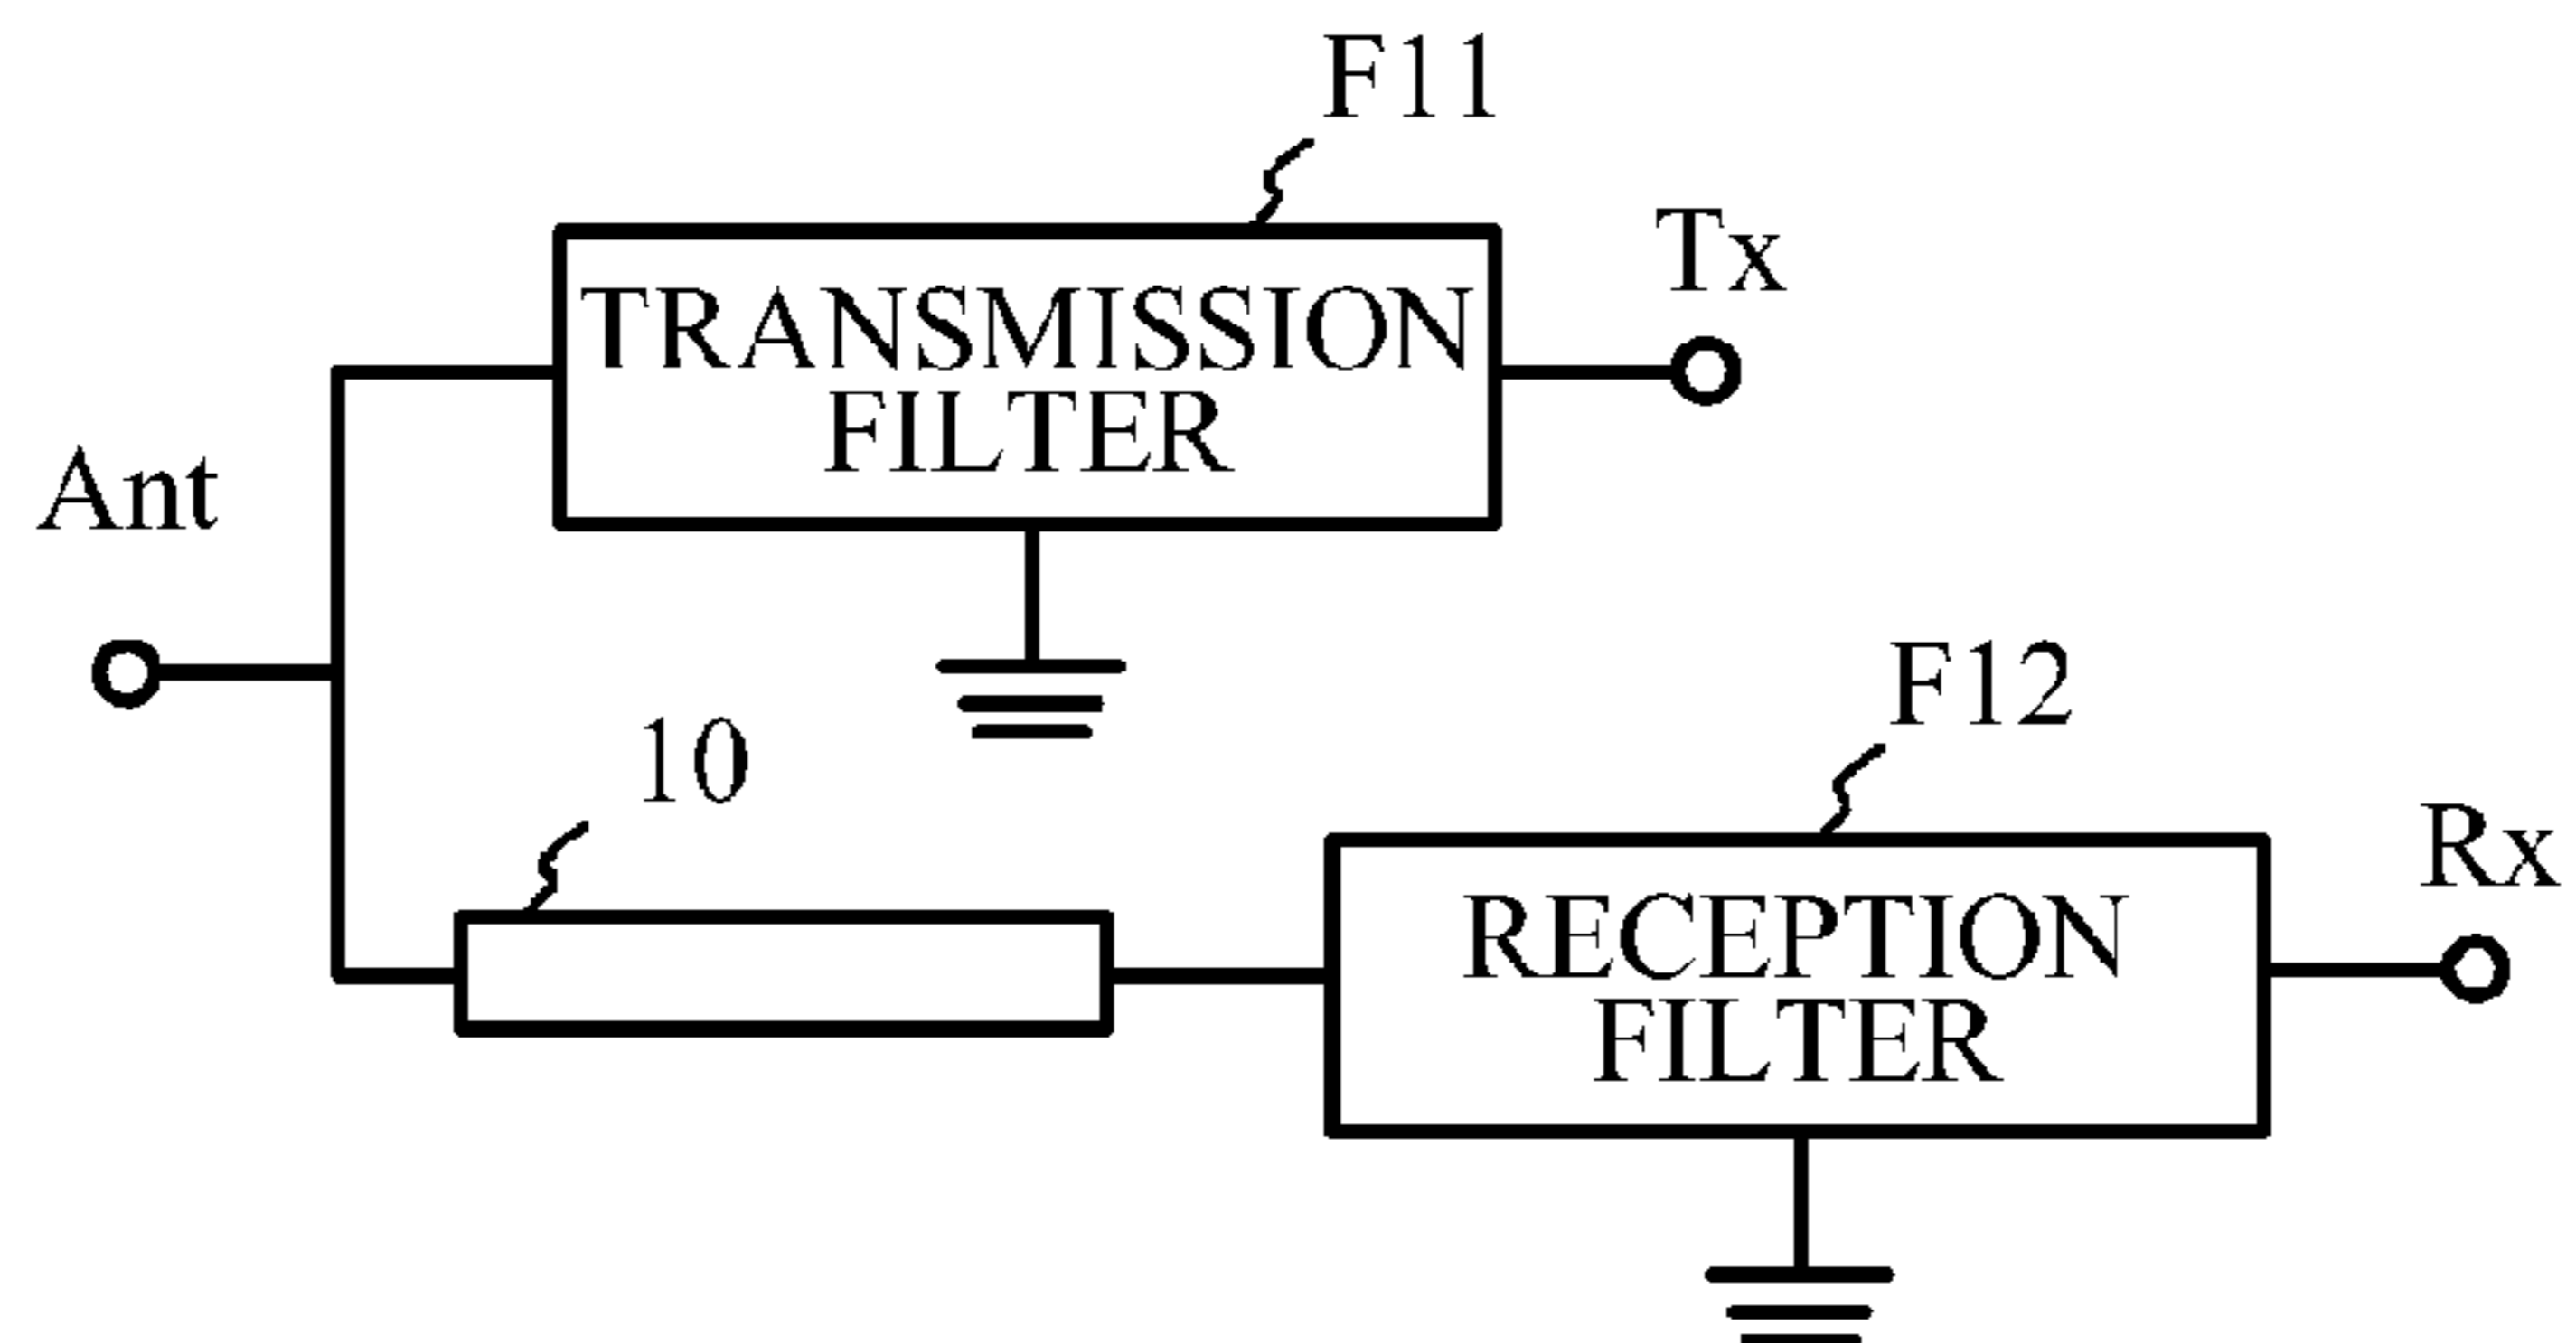 F11
TRANSMISSION
FILTER
Tx
Ant
10
F12
RECEPTION
FILTER
Rx